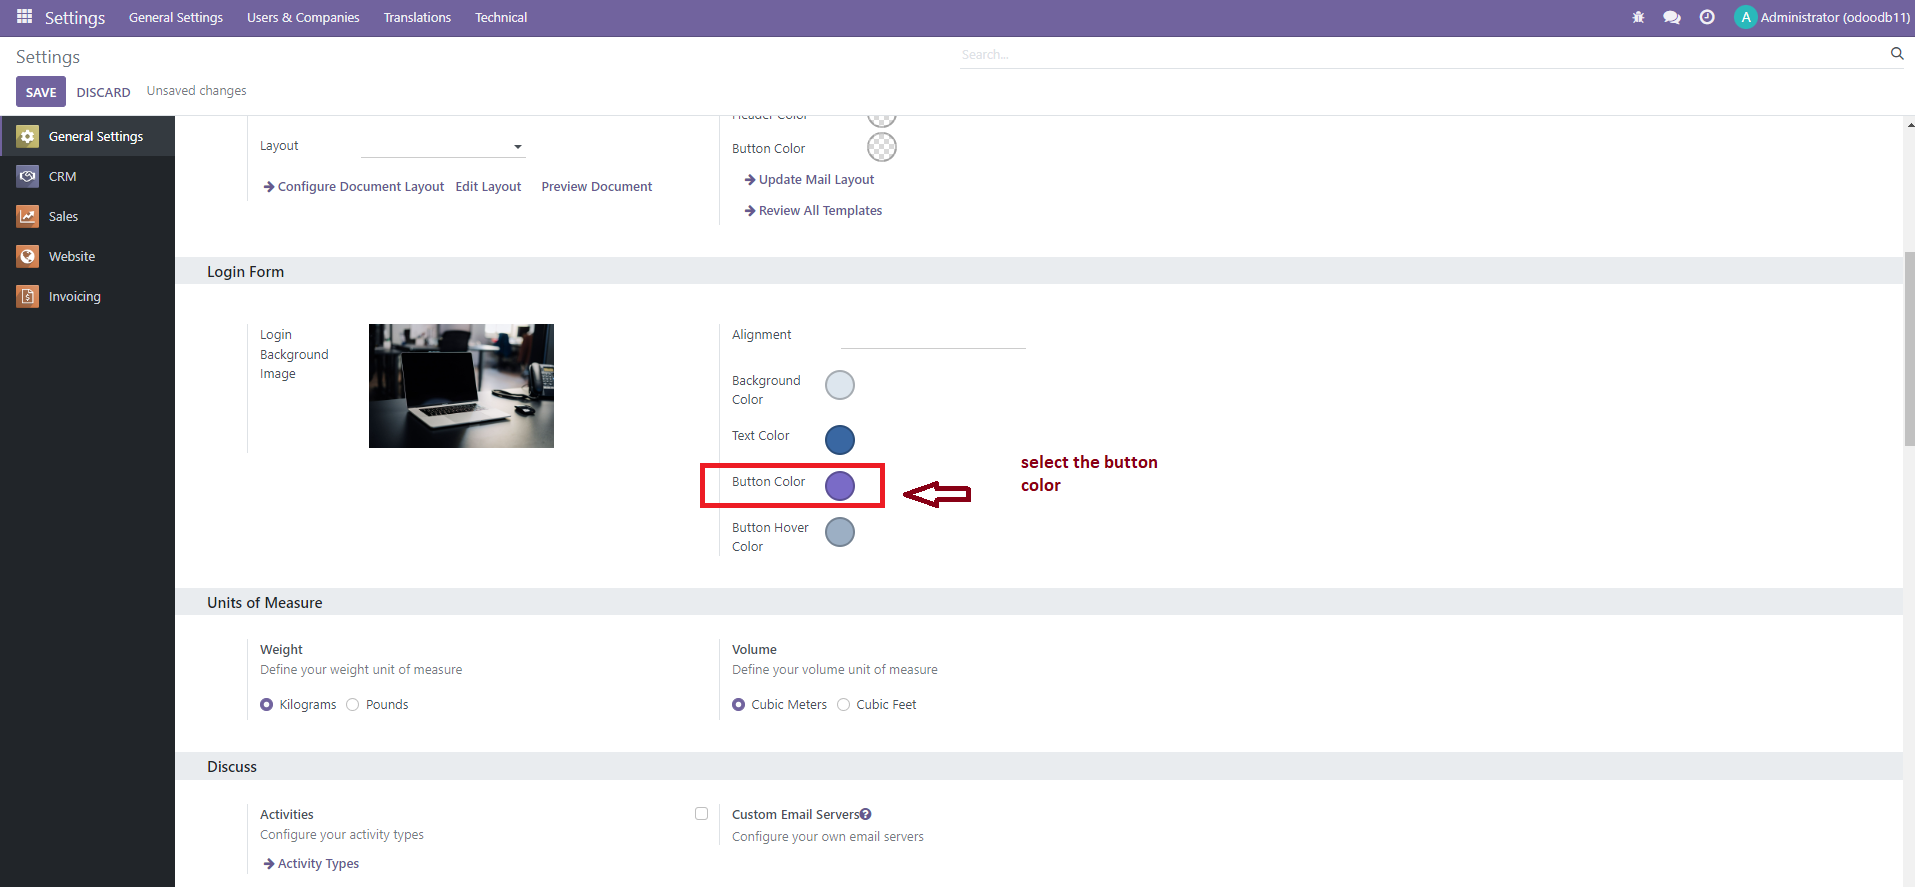 Settings General Settings Users & Companies Translations Technical A Administrator (odoodb11)
Settings Search...
SAVE DISCARD Unsaved changes
General Settings
CRM
Sales
Website
Invoicing
Header Color
Layout
Button Color
Configure Document Layout Edit Layout Preview Document
Update Mail Layout
Review All Templates
Login Form
Login
Background
Image
Alignment
Background
Color
Text Color
Button Color
Button Hover
Color
select the button
color
Units of Measure
Weight
Define your weight unit of measure
Kilograms Pounds
Volume
Define your volume unit of measure
Cubic Meters Cubic Feet
Discuss
Activities
Configure your activity types
Activity Types
Custom Email Servers
Configure your own email servers